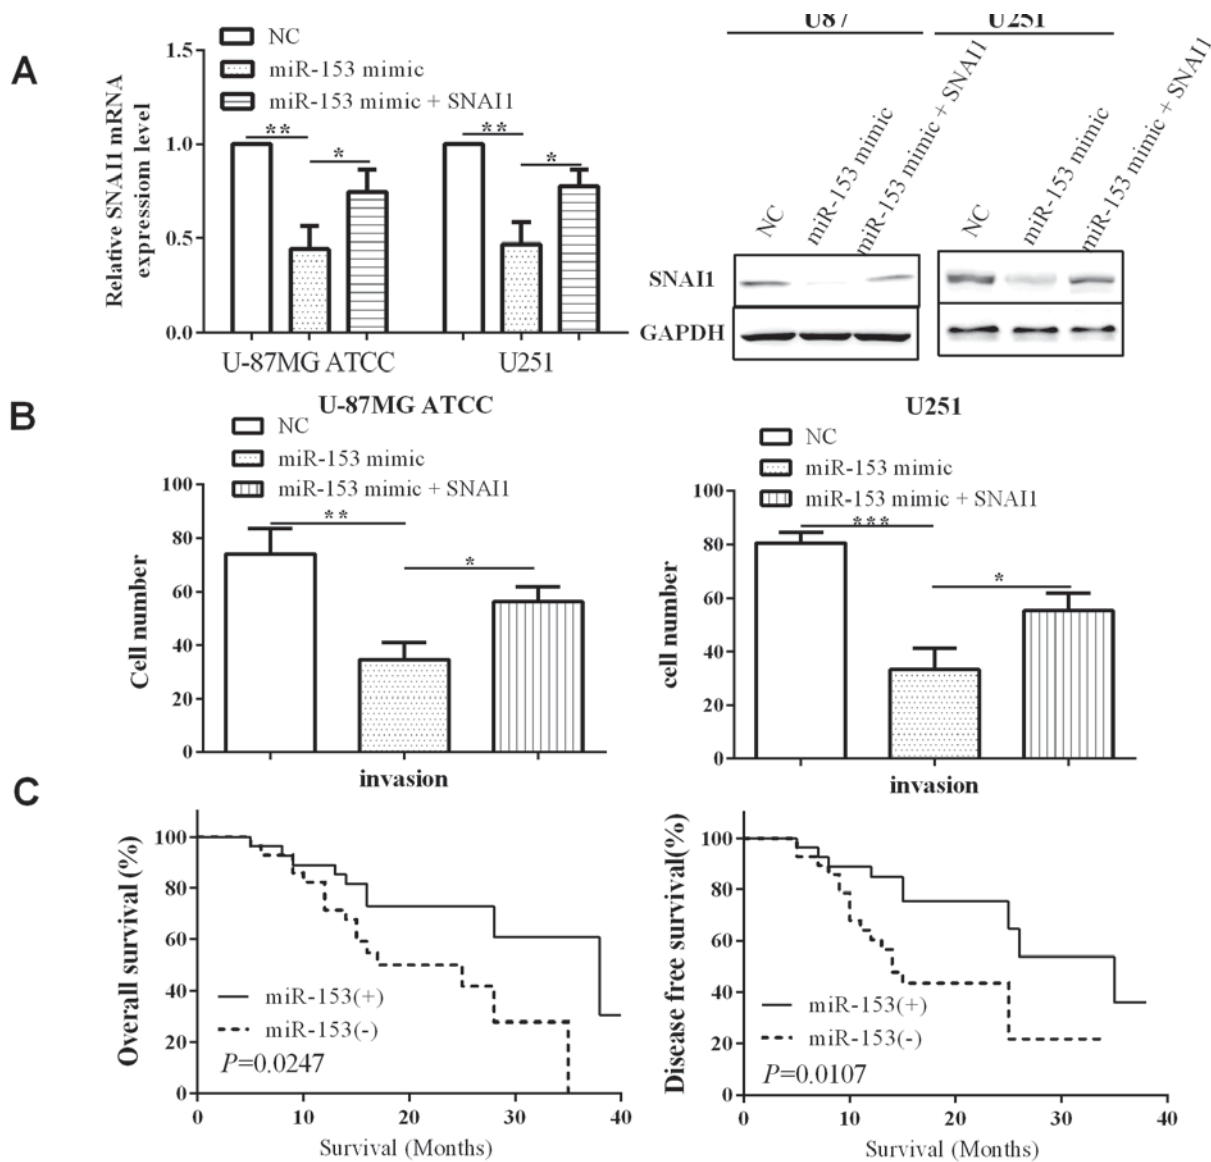 A
NC
miR-153 mimic
miR-153 mimic + SNAI1
Relative SNAI1 mRNA
expression level
1.5
1.0
0.5
0.0
** * ** *
U-87MG ATCC U251
U87 U251
NC miR-153 mimic miR-153 mimic + SNAI1 NC miR-153 mimic miR-153 mimic + SNAI1
SNAI1
GAPDH
B
U-87MG ATCC
NC
miR-153 mimic
miR-153 mimic + SNAI1
Cell number
100
80
60
40
20
0
** *
invasion
U251
NC
miR-153 mimic
miR-153 mimic + SNAI1
cell number
100
80
60
40
20
0
*** *
invasion
C
Overall survival (%)
100
80
60
40
20
0
miR-153(+)
miR-153(-)
P=0.0247
0 10 20 30 40
Survival (Months)
Disease free survival(%)
100
80
60
40
20
0
miR-153(+)
miR-153(-)
P=0.0107
0 10 20 30 40
Survival (Months)